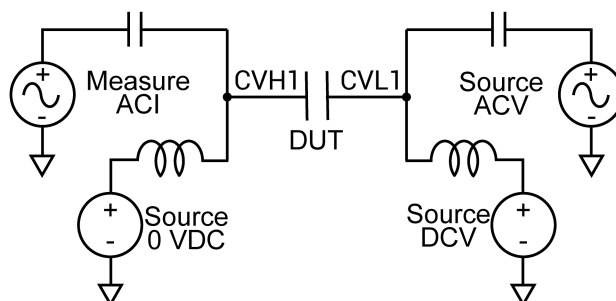 +
-
Measure
ACI
CVH1
DUT
CVL1
Source
ACV
+
-
+
-
Source
0 VDC
Source
DCV
+
-